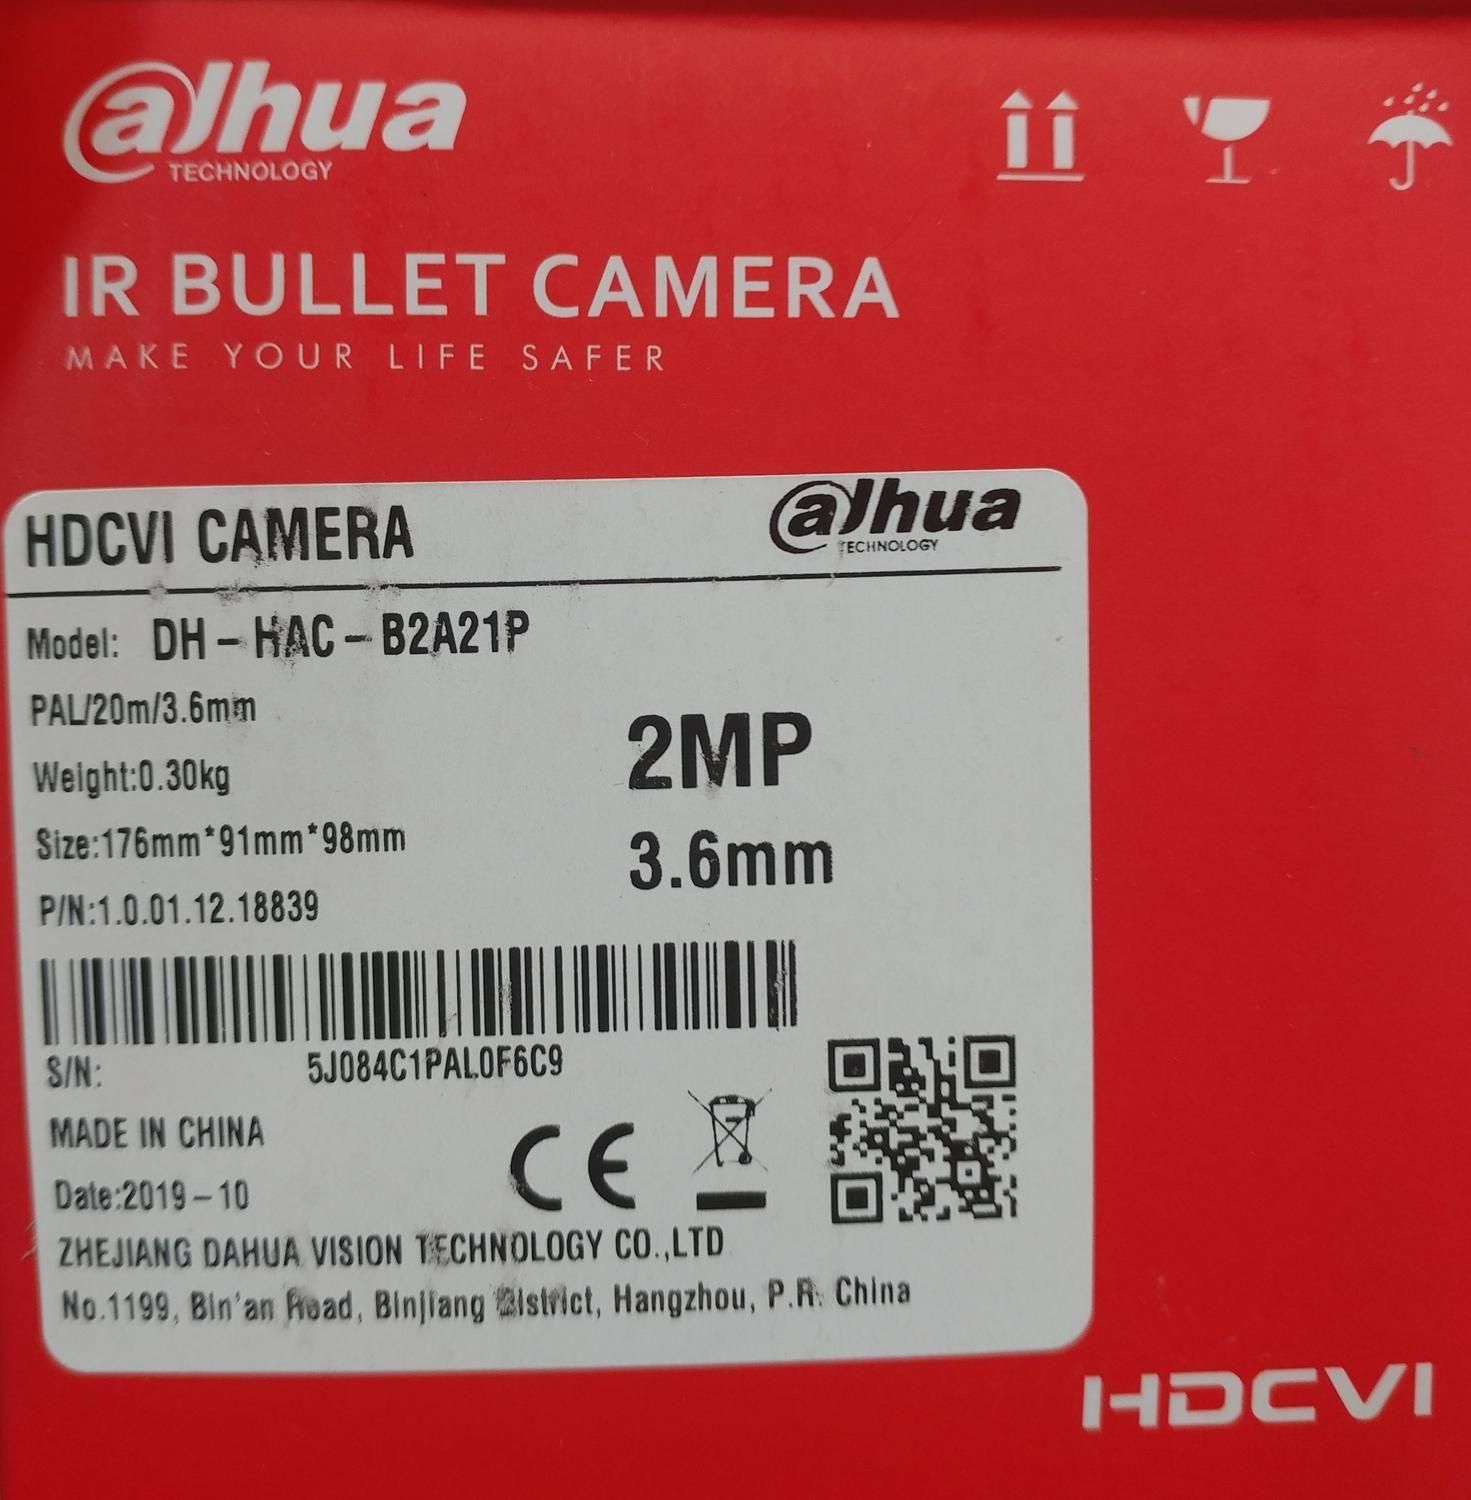 alhua
TECHNOLOGY
IR BULLET CAMERA
MAKE YOUR LIFE SAFER
HDCVI CAMERA
alhua
TECHNOLOGY
Model: DH-HAC-B2A21P
PAL/20m/3.6mm
2MP
Weight:0.30kg
Size:176mm*91mm*98mm
3.6mm
P/N:1.0.01.12.18839
S/N: 5J084C1PAL0F6C9
MADE IN CHINA
CE
Date:2019-10
ZHEJIANG DAHUA VISION TECHNOLOGY CO.,LTD
No.1199, Bin'an Road, Binjiang District, Hangzhou, P.R. China
HDCVI